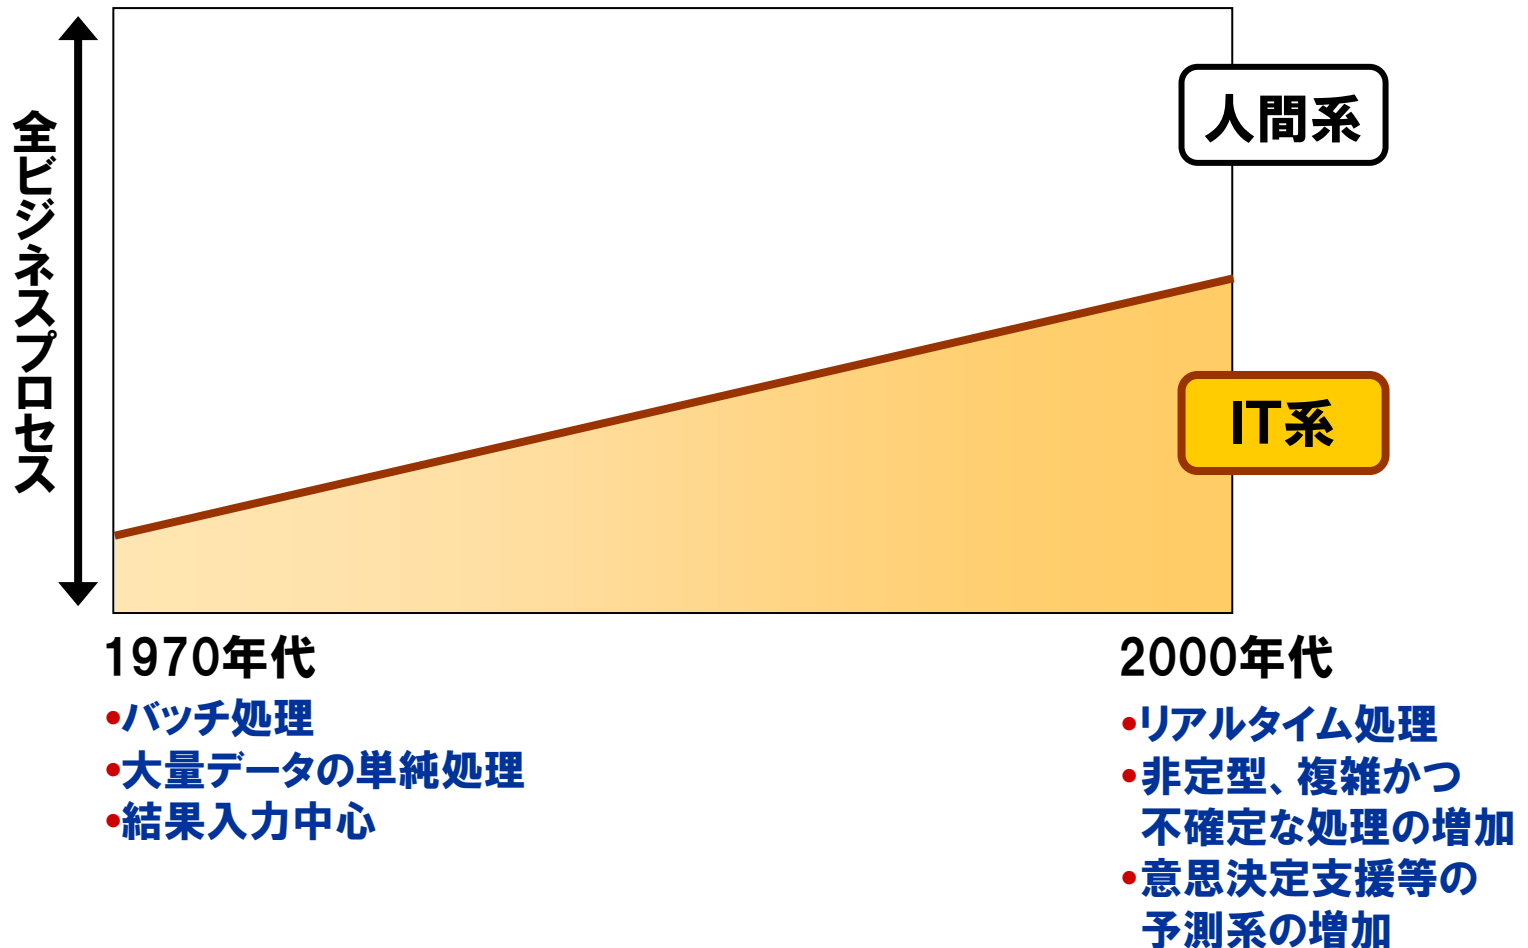 全ビジネスプロセス
人間系
IT系
1970年代
•バッチ処理
•大量データの単純処理
•結果入力中心
2000年代
•リアルタイム処理
•非定型、複雑かつ
不確定な処理の増加
•意思決定支援等の
予測系の増加